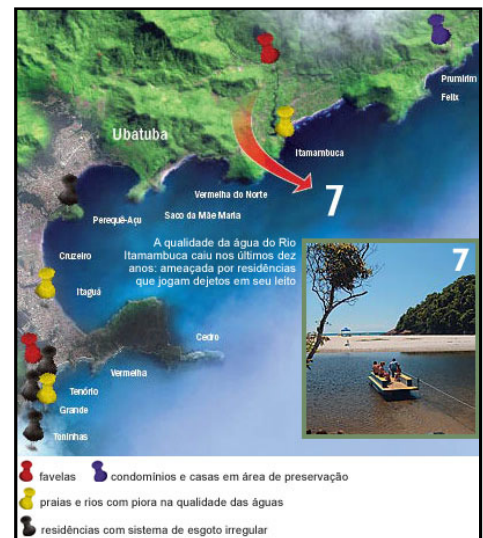 Prumirim
Felix
Ubatuba
Itamambuca
7
Vermelha do Norte
Perequê-Açu
Saco da Mãe Maria
A qualidade da água do Rio
Itamambuca caiu nos últimos dez
anos: ameaçada por residências
que jogam dejetos em seu leito
7
Cruzeiro
Itaguá
Cedro
Vermelha
Tenório
Grande
Toninhas
favelas
condomínios e casas em área de preservação
praias e rios com piora na qualidade das águas
residências com sistema de esgoto irregular